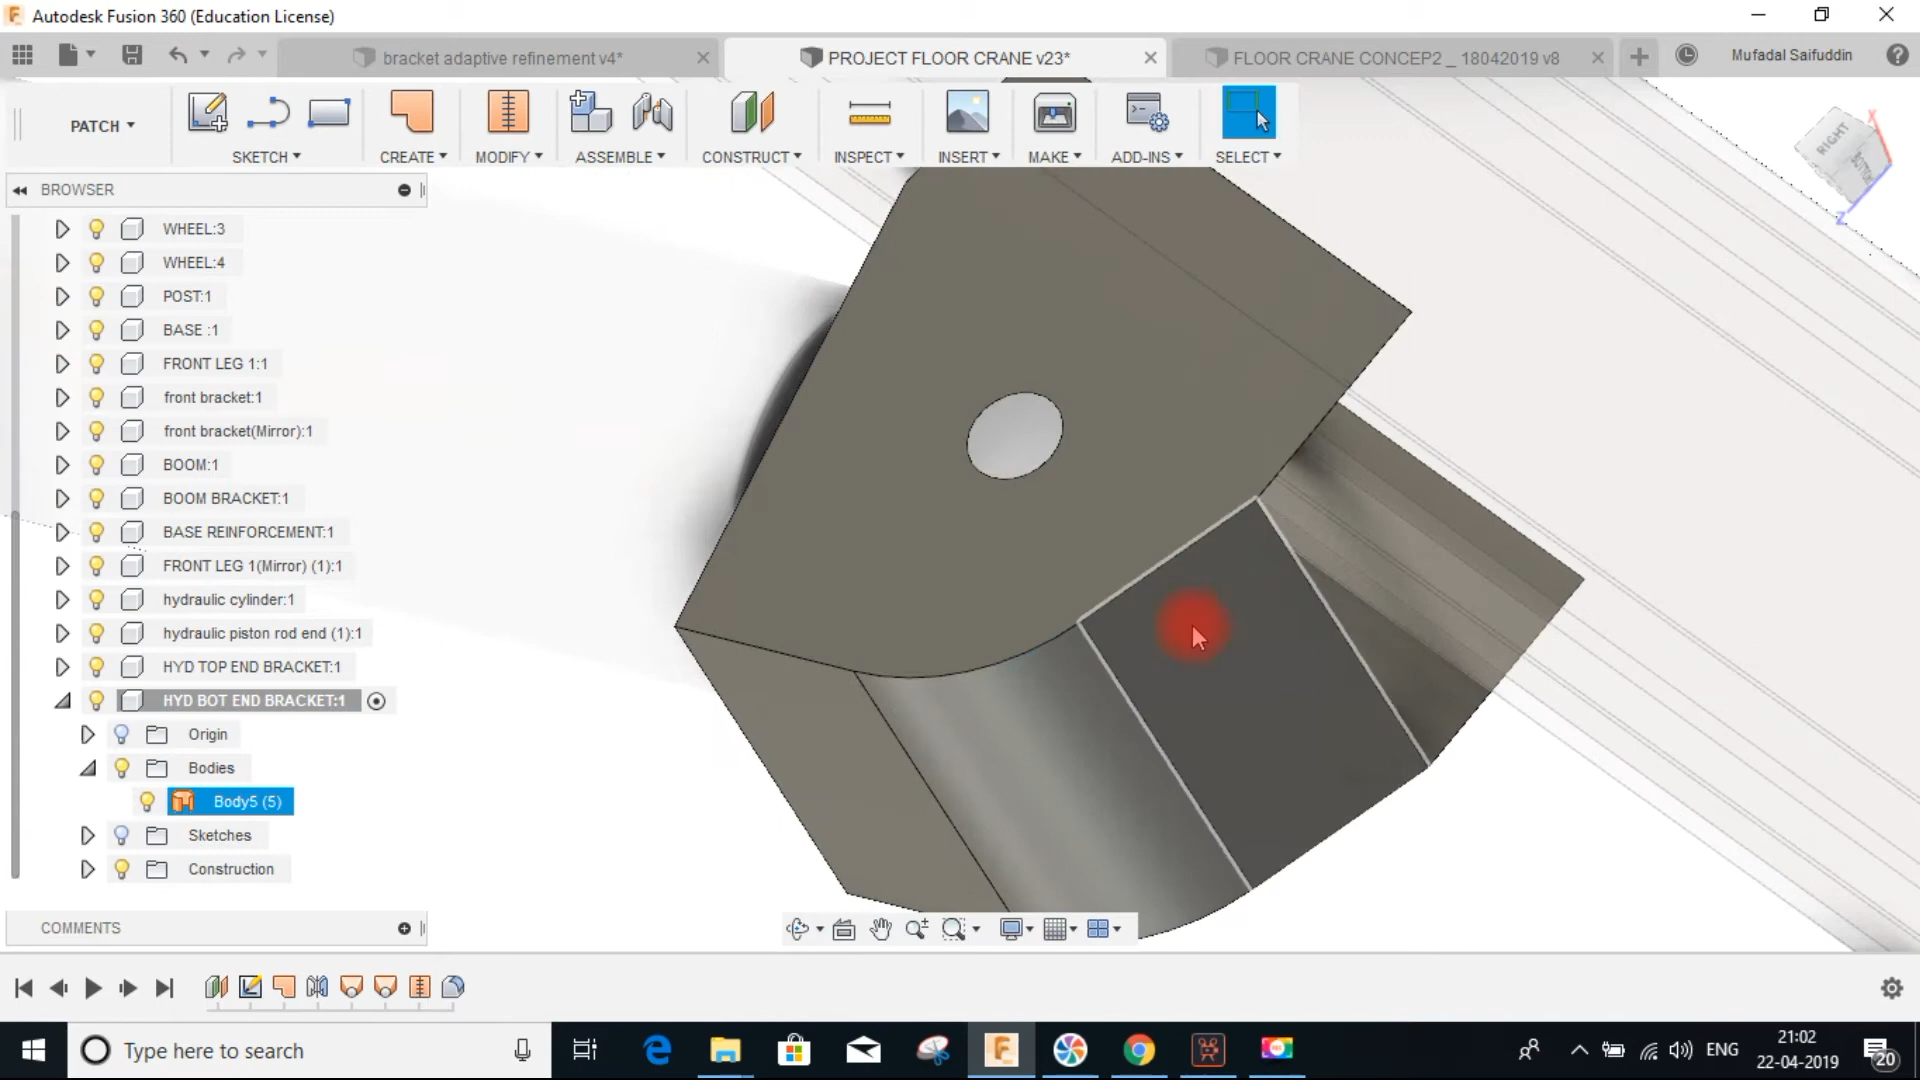 Autodesk Fusion 360 (Education License)
bracket adaptive refinement v4*
PROJECT FLOOR CRANE v23*
FLOOR CRANE CONCEP2 _ 18042019 v8
Mufadal Saifuddin
PATCH
SKETCH
CREATE
MODIFY
ASSEMBLE
CONSTRUCT
INSPECT
INSERT
MAKE
ADD-INS
SELECT
RIGHT
BOTTOM
X
Z
BROWSER
WHEEL:3
WHEEL:4
POST:1
BASE :1
FRONT LEG 1:1
front bracket:1
front bracket(Mirror):1
BOOM:1
BOOM BRACKET:1
BASE REINFORCEMENT:1
FRONT LEG 1(Mirror) (1):1
hydraulic cylinder:1
hydraulic piston rod end (1):1
HYD TOP END BRACKET:1
HYD BOT END BRACKET:1
Origin
Bodies
Body5 (5)
Sketches
Construction
COMMENTS
Type here to search
ENG
21:02
22-04-2019
20